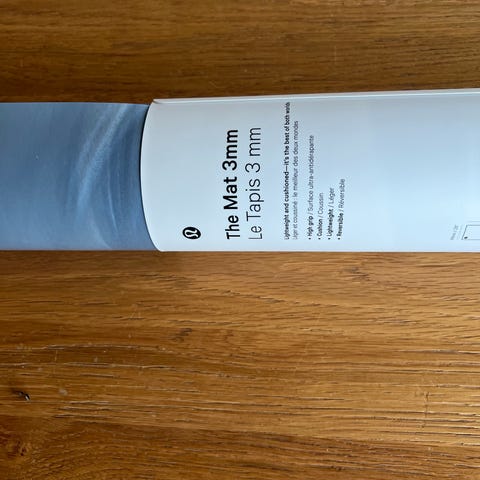 The Mat 3mm
Le Tapis 3 mm
Lightweight and cushioned—it's the best of both worlds
Léger et coussiné : le meilleur des deux mondes
• High grip / Surface ultra-antidérapante
• Cushion / Coussin
• Lightweight / Léger
• Reversible / Réversible